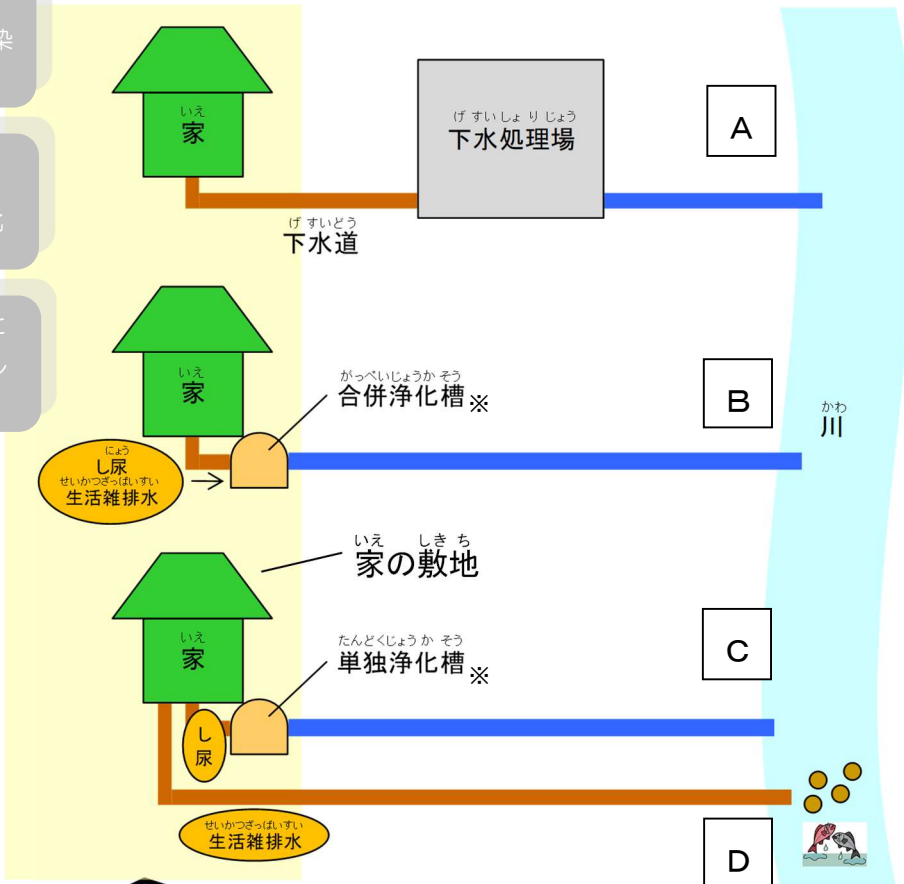 染
げすいしょりじょう
いえ
家
下水処理場
A
げすいどう
下水道
いえ
家
がっぺいじょうかそう
合併浄化槽※
B
かわ
川
にょう
し尿
せいかつざっぱいすい
生活雑排水
いえ しきち
家の敷地
いえ
家
たんどくじょうかそう
単独浄化槽※
C
し
尿
せいかつざっぱいすい
生活雑排水
D